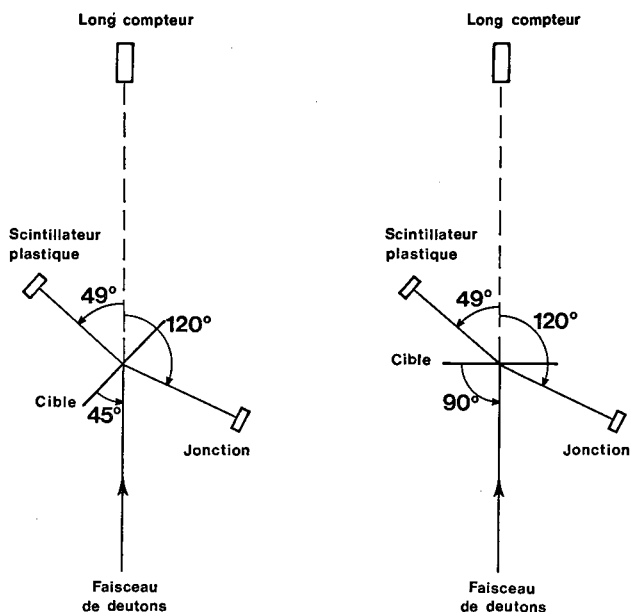 Long compteur
Scintillateur
plastique
49°
120°
Cible
45°
Jonction
Faisceau
de deutons
Long compteur
Scintillateur
plastique
49°
120°
Cible
90°
Jonction
Faisceau
de deutons